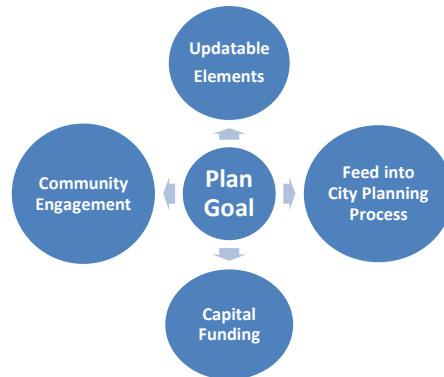 Updatable
Elements
Community
Engagement
Plan
Goal
Feed into
City Planning
Process
Capital
Funding